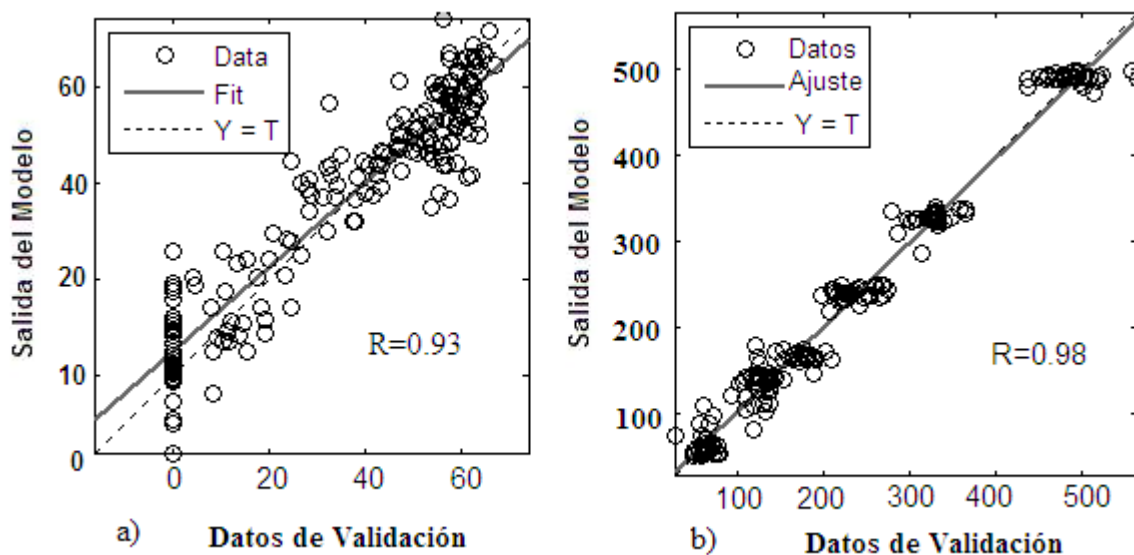 Data
Fit
Y = T
60
40
20
10
0
Salida del Modelo
R=0.93
0 20 40 60
a) Datos de Validación
Datos
Ajuste
Y = T
500
400
300
200
100
Salida del Modelo
R=0.98
100 200 300 400 500
b) Datos de Validación